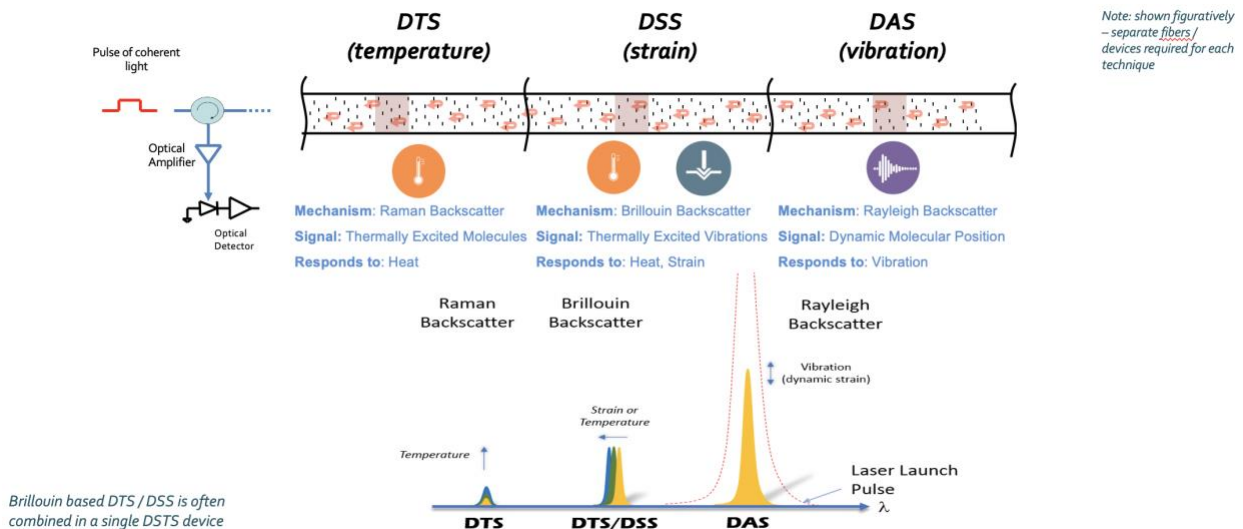 DTS
(temperature)
DSS
(strain)
DAS
(vibration)
Note: shown figuratively
– separate fibers /
devices required for each
technique
Pulse of coherent
light
Optical
Amplifier
Optical
Detector
Mechanism: Raman Backscatter
Signal: Thermally Excited Molecules
Responds to: Heat
Mechanism: Brillouin Backscatter
Signal: Thermally Excited Vibrations
Responds to: Heat, Strain
Mechanism: Rayleigh Backscatter
Signal: Dynamic Molecular Position
Responds to: Vibration
Raman
Backscatter
Brillouin
Backscatter
Rayleigh
Backscatter
Vibration
(dynamic strain)
Strain or
Temperature
Temperature
Laser Launch
Pulse
λ
DTS
DTS/DSS
DAS
Brillouin based DTS / DSS is often
combined in a single DSTS device